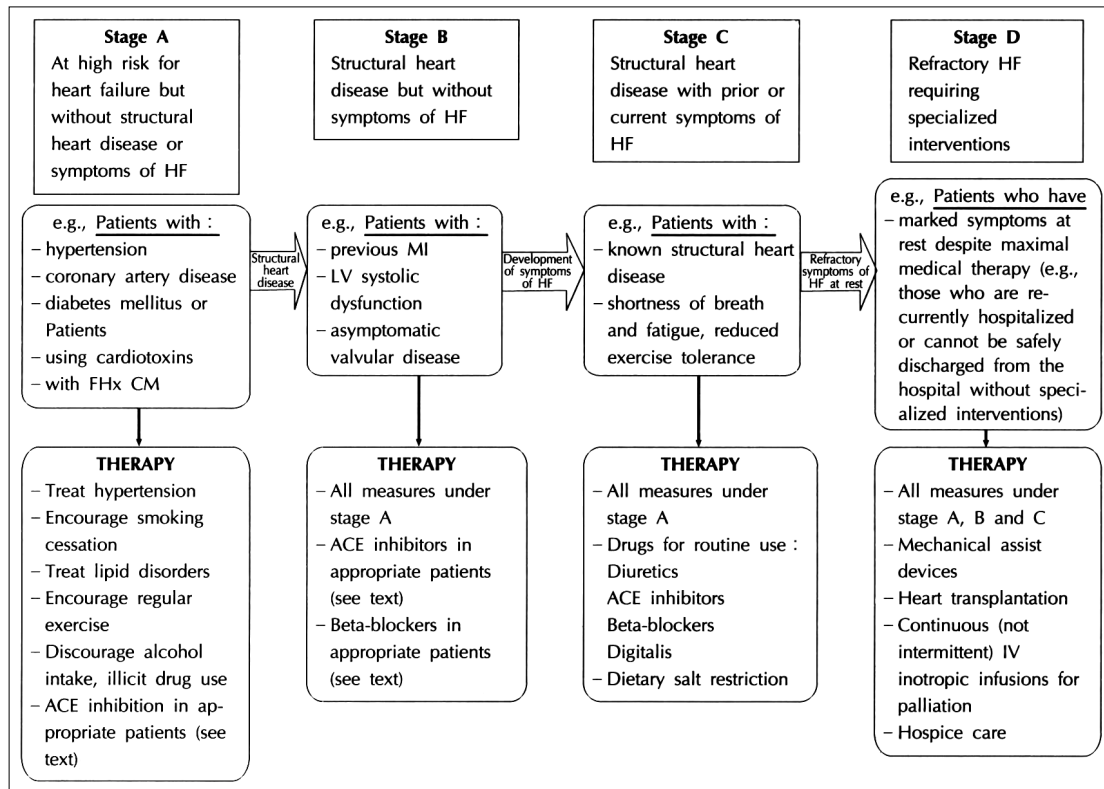 Stage A
At high risk for
heart failure but
without structural
heart disease or
symptoms of HF
Stage B
Structural heart
disease but without
symptoms of HF
Stage C
Structural heart
disease with prior or
current symptoms of
HF
Stage D
Refractory HF
requiring
specialized
interventions
e.g., Patients with :
– hypertension
– coronary artery disease
– diabetes mellitus or
Patients
– using cardiotoxins
– with FHx CM
Structural
heart
disease
e.g., Patients with :
– previous MI
– LV systolic
dysfunction
– asymptomatic
valvular disease
Development
of symptoms
of HF
e.g., Patients with :
– known structural heart
disease
– shortness of breath
and fatigue, reduced
exercise tolerance
Refractory
symptoms of
HF at rest
e.g., Patients who have
– marked symptoms at
rest despite maximal
medical therapy (e.g.,
those who are re-
currently hospitalized
or cannot be safely
discharged from the
hospital without speci-
alized interventions)
THERAPY
– Treat hypertension
– Encourage smoking
cessation
– Treat lipid disorders
– Encourage regular
exercise
– Discourage alcohol
intake, illicit drug use
– ACE inhibition in ap-
propriate patients (see
text)
THERAPY
– All measures under
stage A
– ACE inhibitors in
appropriate patients
(see text)
– Beta-blockers in
appropriate patients
(see text)
THERAPY
– All measures under
stage A
– Drugs for routine use :
Diuretics
ACE inhibitors
Beta-blockers
Digitalis
– Dietary salt restriction
THERAPY
– All measures under
stage A, B and C
– Mechanical assist
devices
– Heart transplantation
– Continuous (not
intermittent) IV
inotropic infusions for
palliation
– Hospice care